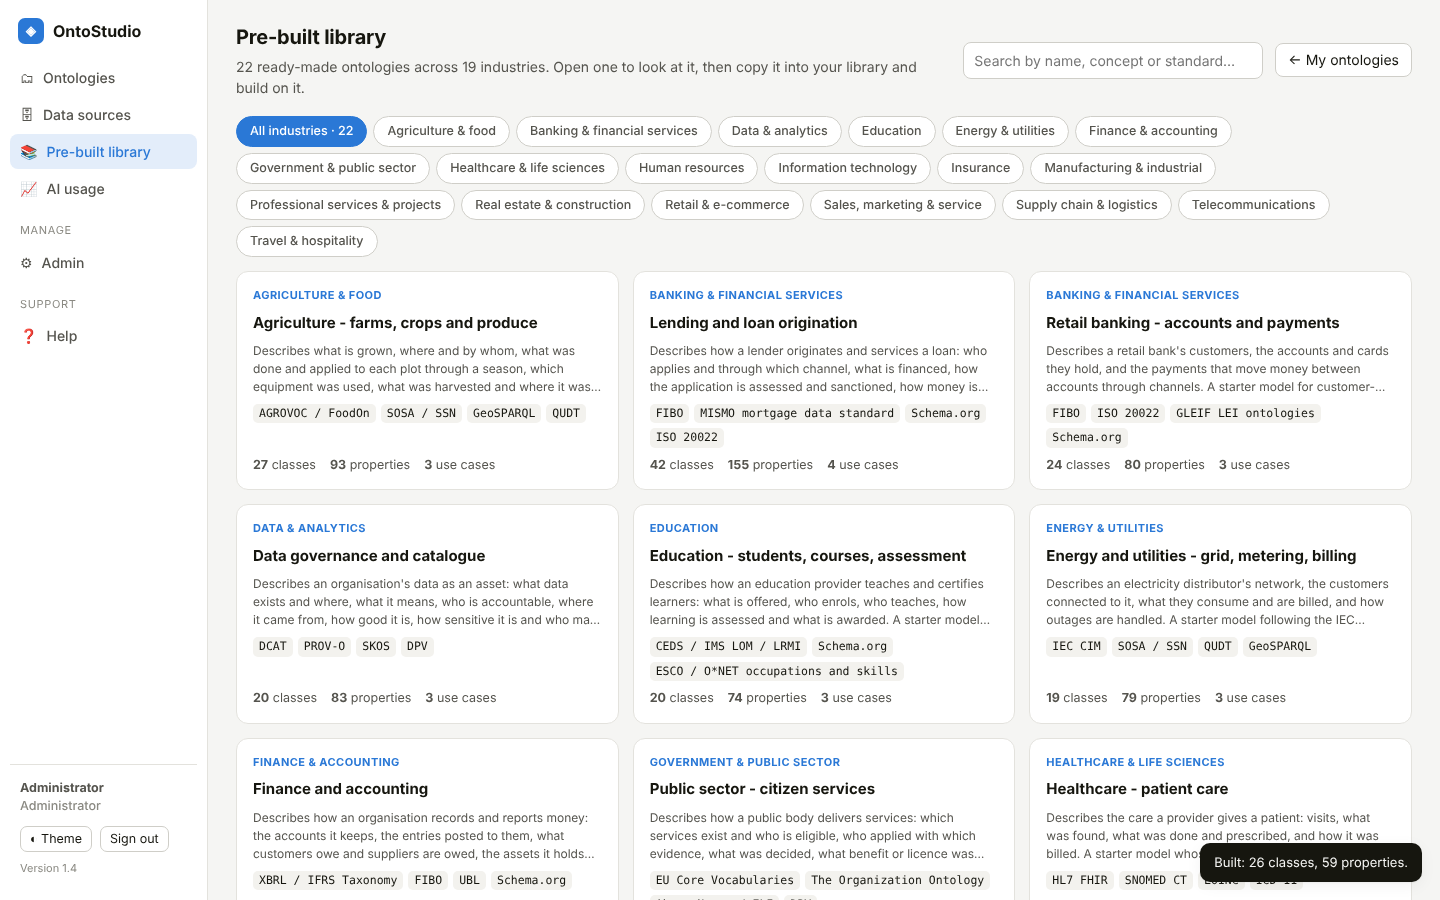 OntoStudio
Ontologies
Data sources
Pre-built library
AI usage
MANAGE
Admin
SUPPORT
Help
Administrator
Administrator
Theme
Sign out
Version 1.4
Pre-built library
22 ready-made ontologies across 19 industries. Open one to look at it, then copy it into your library and
build on it.
Search by name, concept or standard...
← My ontologies
All industries · 22
Agriculture & food
Banking & financial services
Data & analytics
Education
Energy & utilities
Finance & accounting
Government & public sector
Healthcare & life sciences
Human resources
Information technology
Insurance
Manufacturing & industrial
Professional services & projects
Real estate & construction
Retail & e-commerce
Sales, marketing & service
Supply chain & logistics
Telecommunications
Travel & hospitality
AGRICULTURE & FOOD
Agriculture - farms, crops and produce
Describes what is grown, where and by whom, what was
done and applied to each plot through a season, which
equipment was used, what was harvested and where it was...
AGROVOC / FoodOn SOSA / SSN GeoSPARQL QUDT
27 classes 93 properties 3 use cases
BANKING & FINANCIAL SERVICES
Lending and loan origination
Describes how a lender originates and services a loan: who
applies and through which channel, what is financed, how
the application is assessed and sanctioned, how money is...
FIBO MISMO mortgage data standard Schema.org
ISO 20022
42 classes 155 properties 4 use cases
BANKING & FINANCIAL SERVICES
Retail banking - accounts and payments
Describes a retail bank's customers, the accounts and cards
they hold, and the payments that move money between
accounts through channels. A starter model for customer-...
FIBO ISO 20022 GLEIF LEI ontologies
Schema.org
24 classes 80 properties 3 use cases
DATA & ANALYTICS
Data governance and catalogue
Describes an organisation's data as an asset: what data
exists and where, what it means, who is accountable, where
it came from, how good it is, how sensitive it is and who ma...
DCAT PROV-O SKOS DPV
20 classes 83 properties 3 use cases
EDUCATION
Education - students, courses, assessment
Describes how an education provider teaches and certifies
learners: what is offered, who enrols, who teaches, how
learning is assessed and what is awarded. A starter model...
CEDS / IMS LOM / LRMI Schema.org
ESCO / O*NET occupations and skills
20 classes 74 properties 3 use cases
ENERGY & UTILITIES
Energy and utilities - grid, metering, billing
Describes an electricity distributor's network, the customers
connected to it, what they consume and are billed, and how
outages are handled. A starter model following the IEC...
IEC CIM SOSA / SSN QUDT GeoSPARQL
19 classes 79 properties 3 use cases
FINANCE & ACCOUNTING
Finance and accounting
Describes how an organisation records and reports money:
the accounts it keeps, the entries posted to them, what
customers owe and suppliers are owed, the assets it holds...
XBRL / IFRS Taxonomy FIBO UBL Schema.org
GOVERNMENT & PUBLIC SECTOR
Public sector - citizen services
Describes how a public body delivers services: which
services exist and who is eligible, who applied with which
evidence, what was decided, what benefit or licence was...
EU Core Vocabularies The Organization Ontology
HEALTHCARE & LIFE SCIENCES
Healthcare - patient care
Describes the care a provider gives a patient: visits, what
was found, what was done and prescribed, and how it was
billed. A starter model
HL7 FHIR SNOMED CT
Built: 26 classes, 59 properties.